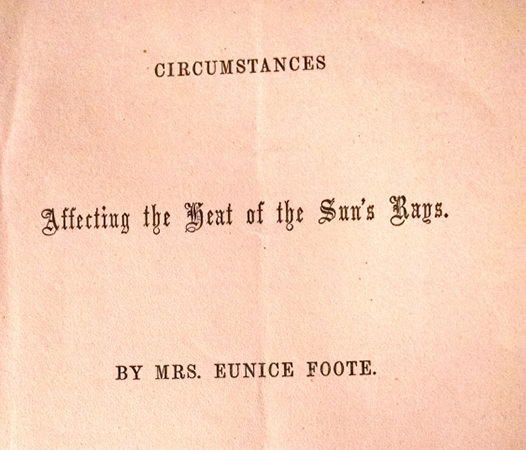 CIRCUMSTANCES
Affecting the Heat of the Sun's Rays.
BY MRS. EUNICE FOOTE.